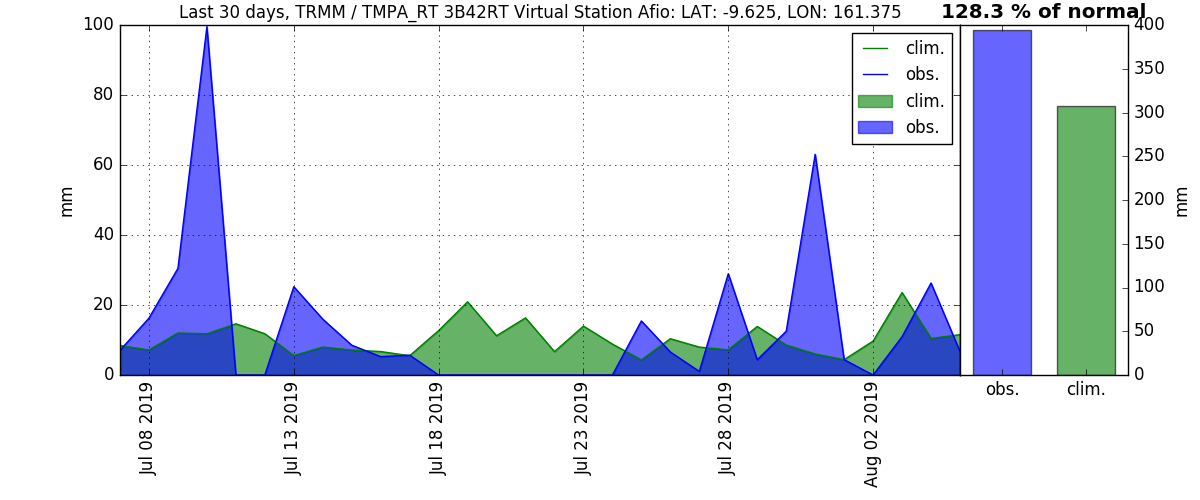 Last 30 days, TRMM / TMPA_RT 3B42RT Virtual Station Afio: LAT: -9.625, LON: 161.375
128.3 % of normal
100
80
60
40
20
0
mm
clim.
obs.
clim.
obs.
400
350
300
250
200
150
100
50
0
mm
obs.
clim.
Jul 08 2019
Jul 13 2019
Jul 18 2019
Jul 23 2019
Jul 28 2019
Aug 02 2019